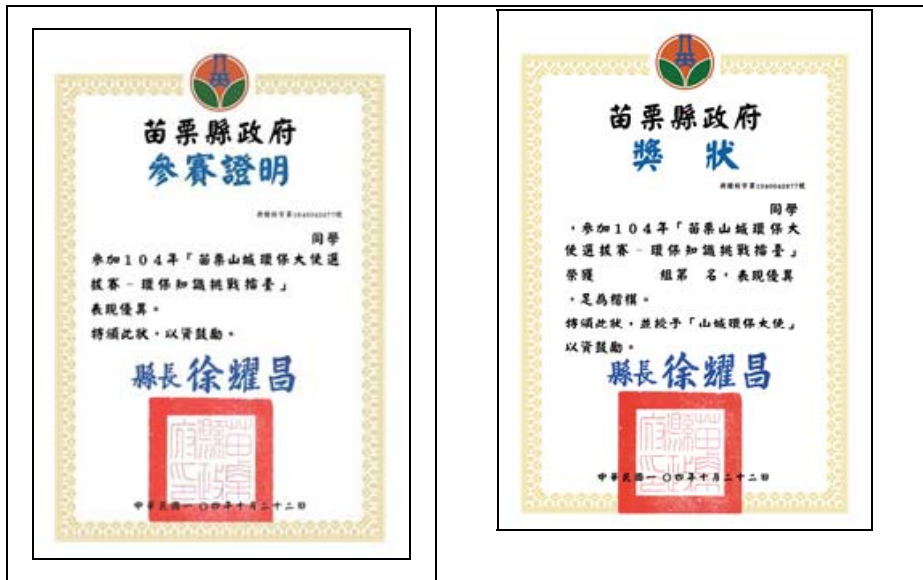 苗栗縣政府
參賽證明
同學
參加104年「苗栗山城環保大使選
拔賽－環保知識挑戰擂臺」
表現優異。
特頒此狀，以資鼓勵。
縣長 徐耀昌
中華民國一〇四年十月二十二日
苗栗縣政府
獎 狀
同學
，參加104年「苗栗山城環保大
使選拔賽－環保知識挑戰擂臺」
榮獲 組第 名，表現優異
，足為楷模。
特頒此狀，並授予「山城環保大使」
以資鼓勵。
縣長 徐耀昌
中華民國一〇四年十月二十二日